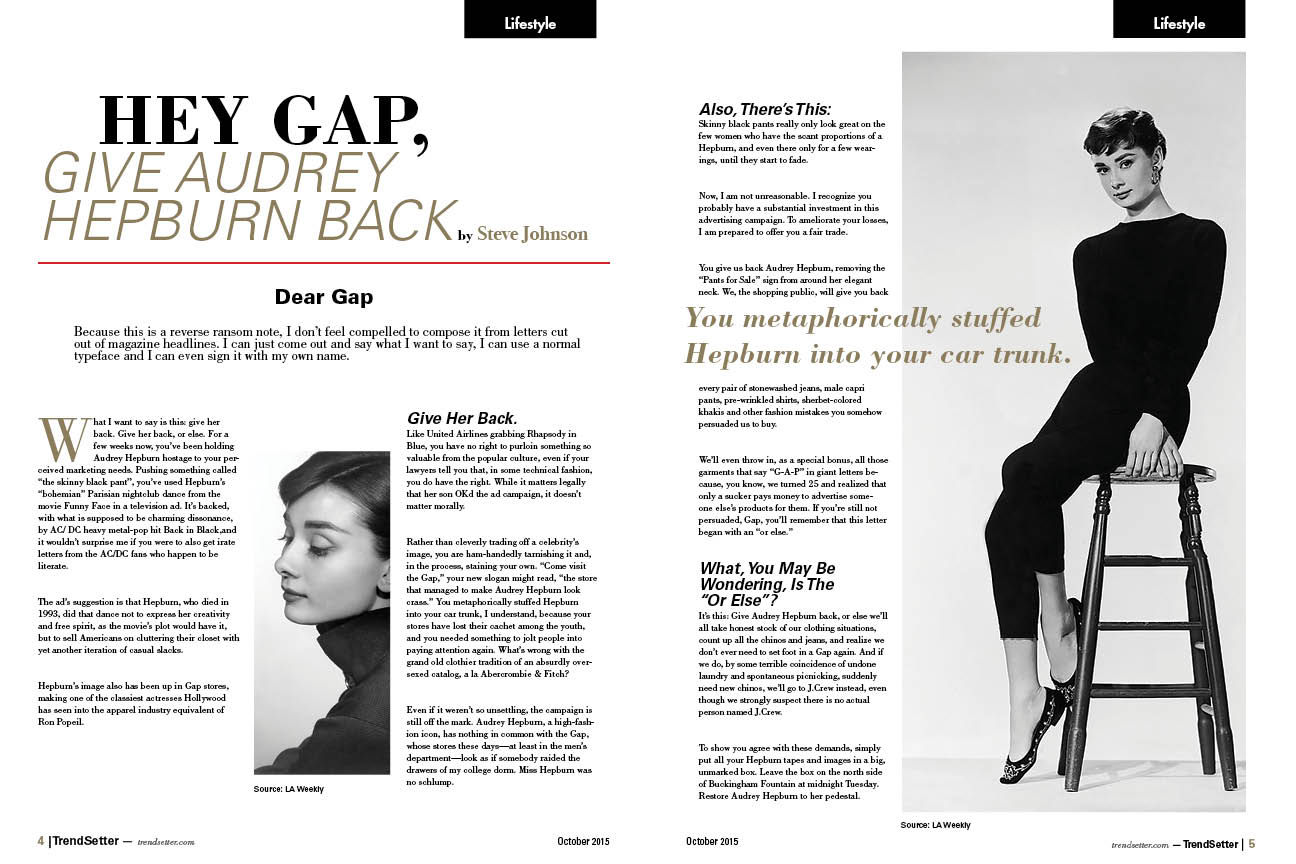 Lifestyle
HEY GAP,
GIVE AUDREY
HEPBURN BACK by Steve Johnson
Dear Gap
Because this is a reverse ransom note, I don't feel compelled to compose it from letters cut
out of magazine headlines. I can just come out and say what I want to say, I can use a normal
typeface and I can even sign it with my own name.
What I want to say is this: give her
back. Give her back, or else. For a
few weeks now, you've been holding
Audrey Hepburn hostage to your per-
ceived marketing needs. Pushing something called
“the skinny black pant”, you've used Hepburn's
“bohemian” Parisian nightclub dance from the
movie Funny Face in a television ad. It's backed,
with what is supposed to be charming dissonance,
by AC/ DC heavy metal-pop hit Back in Black,and
it wouldn't surprise me if you were to also get irate
letters from the AC/DC fans who happen to be
literate.
The ad's suggestion is that Hepburn, who died in
1993, did that dance not to express her creativity
and free spirit, as the movie's plot would have it,
but to sell Americans on cluttering their closet with
yet another iteration of casual slacks.
Hepburn's image also has been up in Gap stores,
making one of the classiest actresses Hollywood
has seen into the apparel industry equivalent of
Ron Popeil.
Source: LA Weekly
Give Her Back.
Like United Airlines grabbing Rhapsody in
Blue, you have no right to purloin something so
valuable from the popular culture, even if your
lawyers tell you that, in some technical fashion,
you do have the right. While it matters legally
that her son OKd the ad campaign, it doesn't
matter morally.
Rather than cleverly trading off a celebrity's
image, you are ham-handedly tarnishing it and,
in the process, staining your own. “Come visit
the Gap,” your new slogan might read, “the store
that managed to make Audrey Hepburn look
crass.” You metaphorically stuffed Hepburn
into your car trunk, I understand, because your
stores have lost their cachet among the youth,
and you needed something to jolt people into
paying attention again. What's wrong with the
grand old clothier tradition of an absurdly over-
sexed catalog, a la Abercrombie & Fitch?
Even if it weren't so unsettling, the campaign is
still off the mark. Audrey Hepburn, a high-fash-
ion icon, has nothing in common with the Gap,
whose stores these days—at least in the men's
department—look as if somebody raided the
drawers of my college dorm. Miss Hepburn was
no schlump.
4 |TrendSetter — trendsetter.com
October 2015
Lifestyle
Also, There's This:
Skinny black pants really only look great on the
few women who have the scant proportions of a
Hepburn, and even there only for a few wear-
ings, until they start to fade.
Now, I am not unreasonable. I recognize you
probably have a substantial investment in this
advertising campaign. To ameliorate your losses,
I am prepared to offer you a fair trade.
You give us back Audrey Hepburn, removing the
“Pants for Sale” sign from around her elegant
neck. We, the shopping public, will give you back
You metaphorically stuffed
Hepburn into your car trunk.
every pair of stonewashed jeans, male capri
pants, pre-wrinkled shirts, sherbet-colored
khakis and other fashion mistakes you somehow
persuaded us to buy.
We'll even throw in, as a special bonus, all those
garments that say “G-A-P” in giant letters be-
cause, you know, we turned 25 and realized that
only a sucker pays money to advertise some-
one else's products for them. If you're still not
persuaded, Gap, you'll remember that this letter
began with an “or else.”
What, You May Be
Wondering, Is The
“Or Else”?
It's this: Give Audrey Hepburn back, or else we'll
all take honest stock of our clothing situations,
count up all the chinos and jeans, and realize we
don't ever need to set foot in a Gap again. And if
we do, by some terrible coincidence of undone
laundry and spontaneous picnicking, suddenly
need new chinos, we'll go to J.Crew instead, even
though we strongly suspect there is no actual
person named J.Crew.
To show you agree with these demands, simply
put all your Hepburn tapes and images in a big,
unmarked box. Leave the box on the north side
of Buckingham Fountain at midnight Tuesday.
Restore Audrey Hepburn to her pedestal.
Source: LA Weekly
October 2015
trendsetter.com — TrendSetter | 5